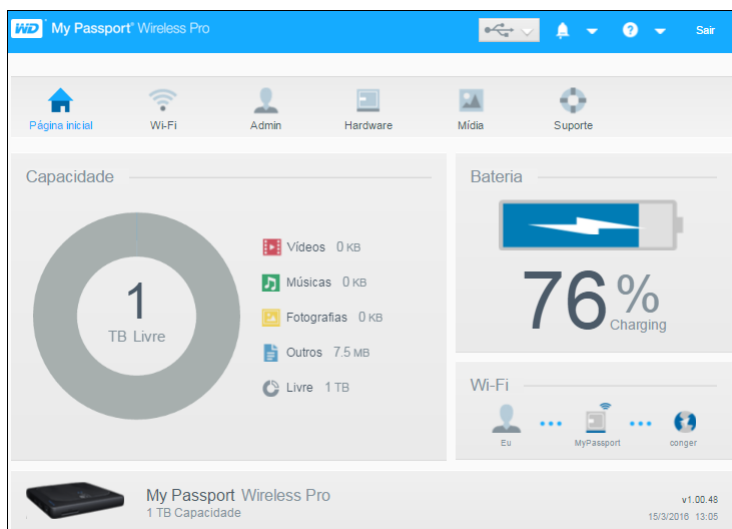 WD My Passport® Wireless Pro
Sair
Página inicial
Wi-Fi
Admin
Hardware
Mídia
Suporte
Capacidade
1
TB Livre
Vídeos 0 KB
Músicas 0 KB
Fotografias 0 KB
Outros 7.5 MB
Livre 1 TB
Bateria
76 %
Charging
Wi-Fi
Eu
MyPassport
conger
My Passport Wireless Pro
1 TB Capacidade
v1.00.48
15/3/2016 13:05